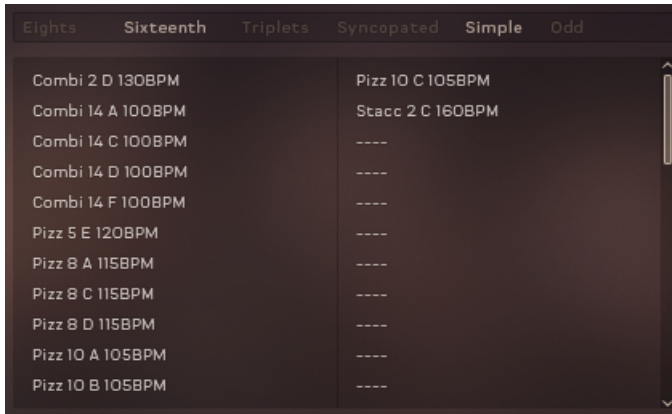 Eights Sixteenth Triplets Syncopated Simple Odd
Combi 2 D 130BPM
Combi 14 A 100BPM
Combi 14 C 100BPM
Combi 14 D 100BPM
Combi 14 F 100BPM
Pizz 5 E 120BPM
Pizz 8 A 115BPM
Pizz 8 C 115BPM
Pizz 8 D 115BPM
Pizz 10 A 105BPM
Pizz 10 B 105BPM
Pizz 10 C 105BPM
Stacc 2 C 160BPM
----
----
----
----
----
----
----
----
----